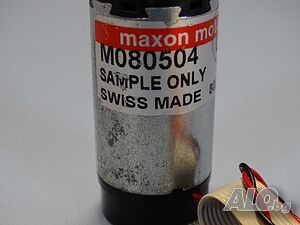 maxon mo
M080504
SAMPLE ONLY
SWISS MADE
ALO.bg